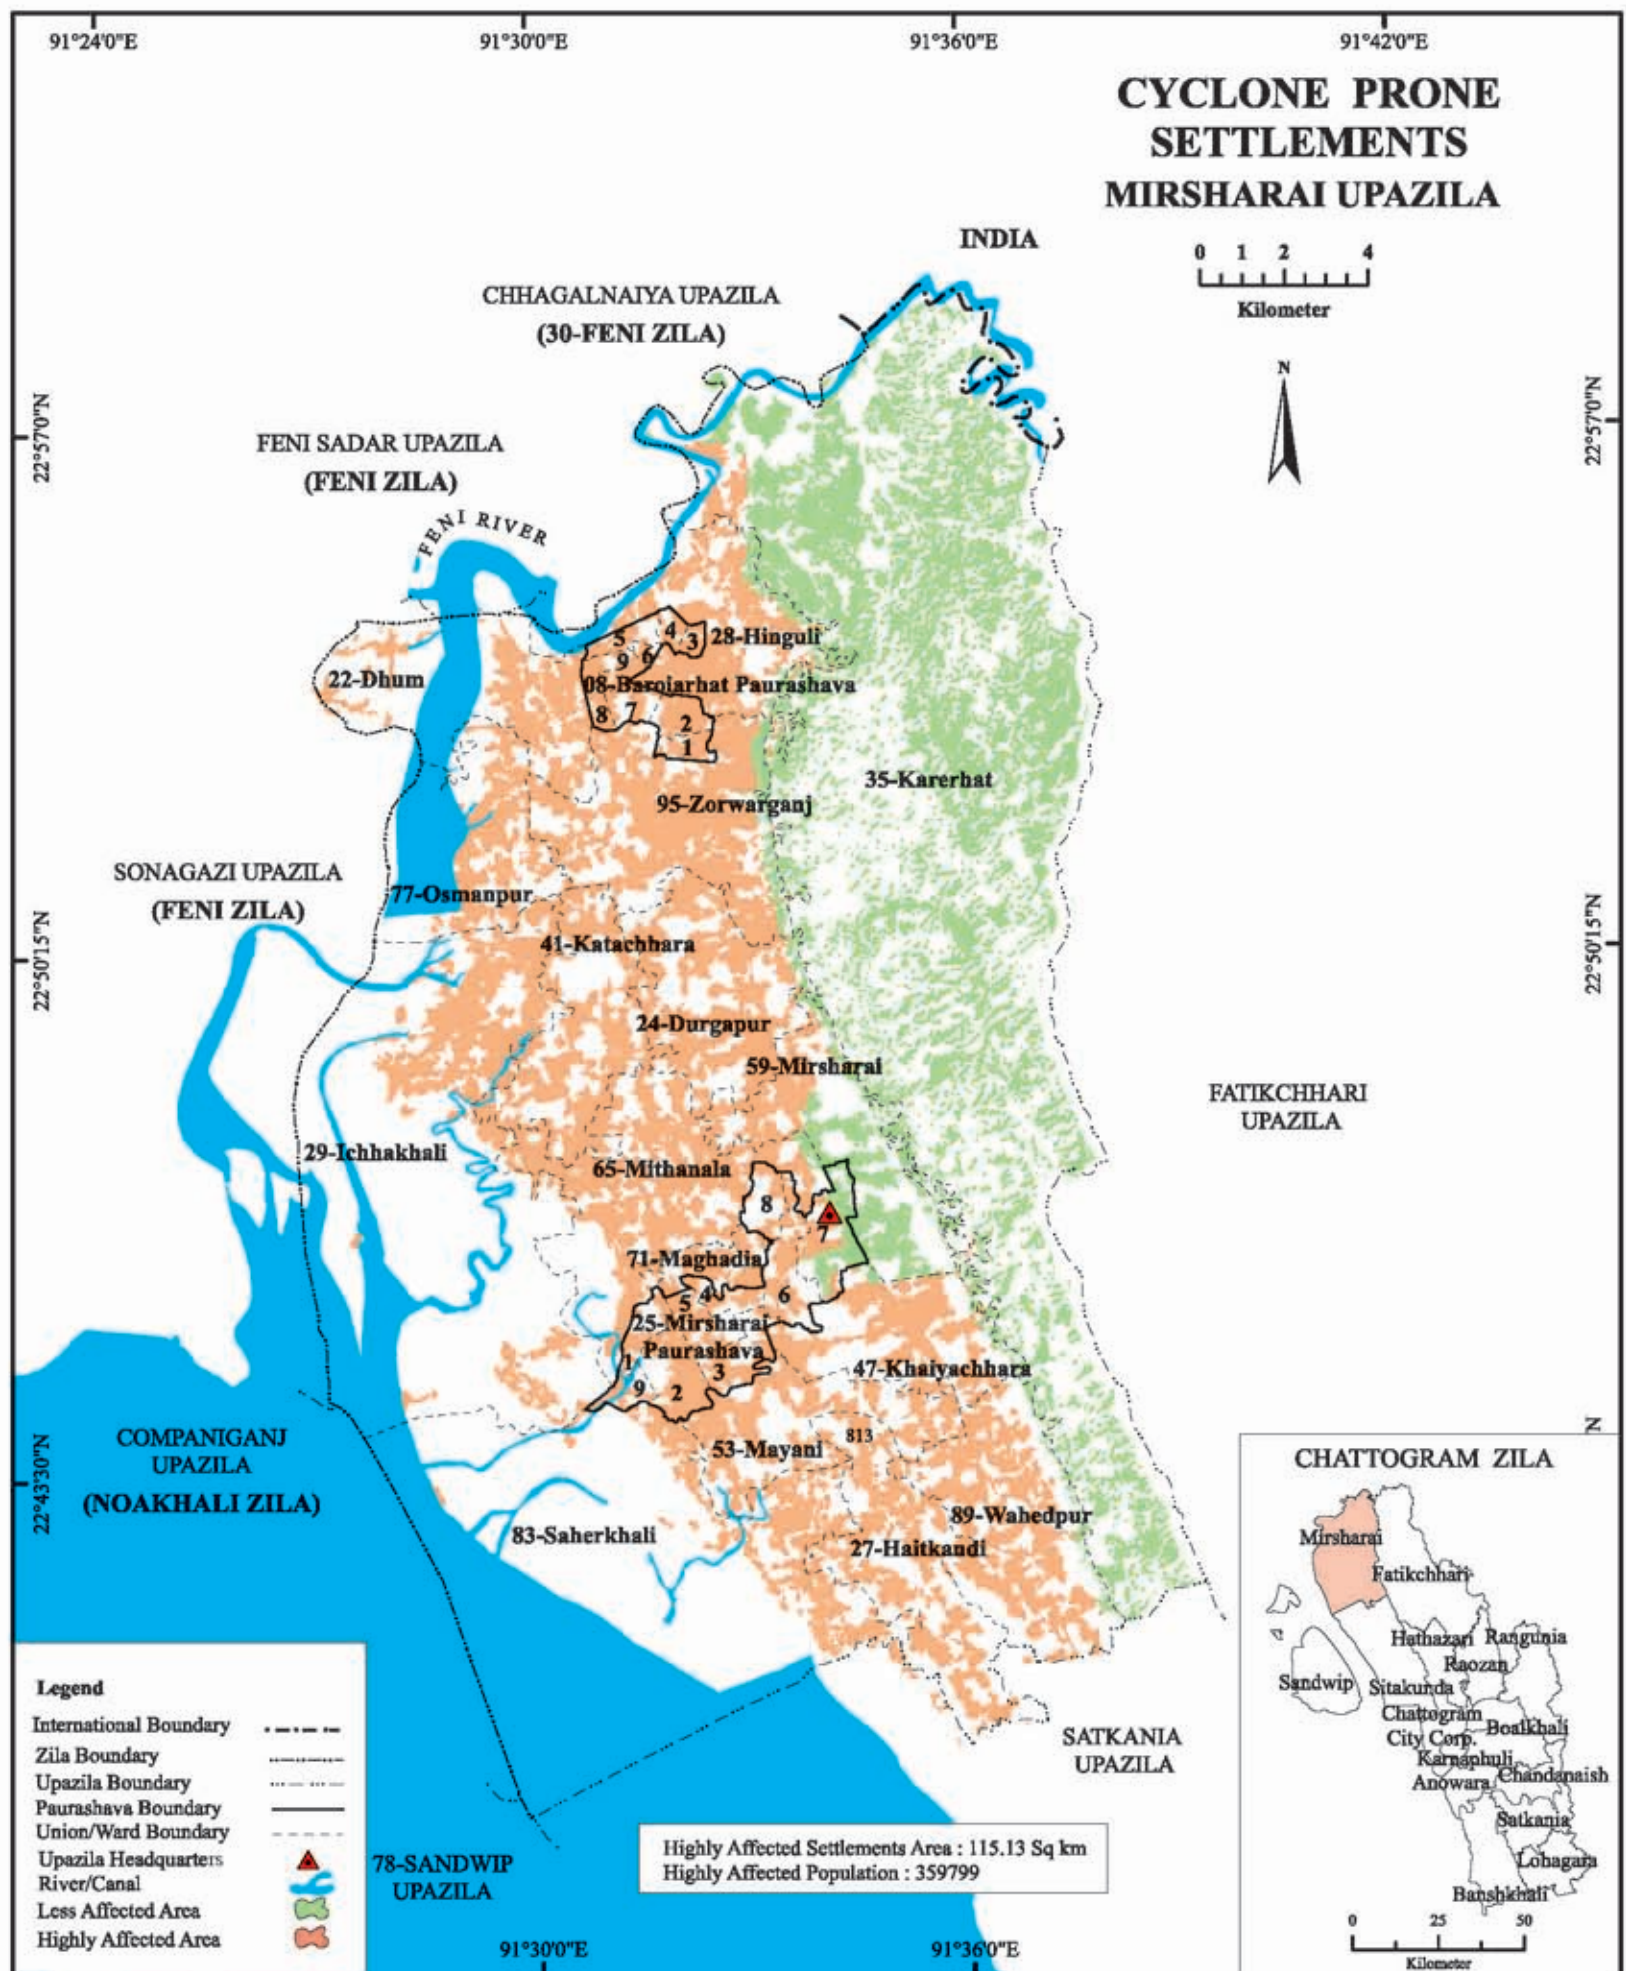 91°24'0"E
91°30'0"E
91°36'0"E
91°42'0"E
CYCLONE PRONE
SETTLEMENTS
MIRSHARAI UPAZILA
0 1 2 4
Kilometer
N
INDIA
CHHAGALNAIYA UPAZILA
(30-FENI ZILA)
22°57'0"N
22°57'0"N
FENI SADAR UPAZILA
(FENI ZILA)
FENI RIVER
5
4
3
28-Hinguli
9
6
22-Dhum
08-Baroiarhat Paurashava
8
7
2
1
35-Karerhat
95-Zorwarganj
SONAGAZI UPAZILA
(FENI ZILA)
77-Osmanpur
22°50'15"N
22°50'15"N
41-Katachhara
24-Durgapur
59-Mirsharai
FATIKCHHARI
UPAZILA
29-Ichhakhali
65-Mithanala
8
7
71-Maghadia
5
4
6
25-Mirsharai
Paurashava
1
3
9
2
47-Khaiyachhara
813
53-Mayani
COMPANIGANJ
UPAZILA
(NOAKHALI ZILA)
22°43'30"N
N
83-Saherkhali
89-Wahedpur
27-Haitkandi
SATKANIA
UPAZILA
78-SANDWIP
UPAZILA
Highly Affected Settlements Area : 115.13 Sq km
Highly Affected Population : 359799
Legend
International Boundary
Zila Boundary
Upazila Boundary
Paurashava Boundary
Union/Ward Boundary
Upazila Headquarters
River/Canal
Less Affected Area
Highly Affected Area
91°30'0"E
91°36'0"E
CHATTOGRAM ZILA
Mirsharai
Fatikchhari
Hathazari
Rangunia
Raozan
Sandwip
Sitakunda
Chattogram
City Corp.
Boalkhali
Karnaphuli
Anowara
Chandanaish
Satkania
Lohagara
Banshkhali
0 25 50
Kilometer